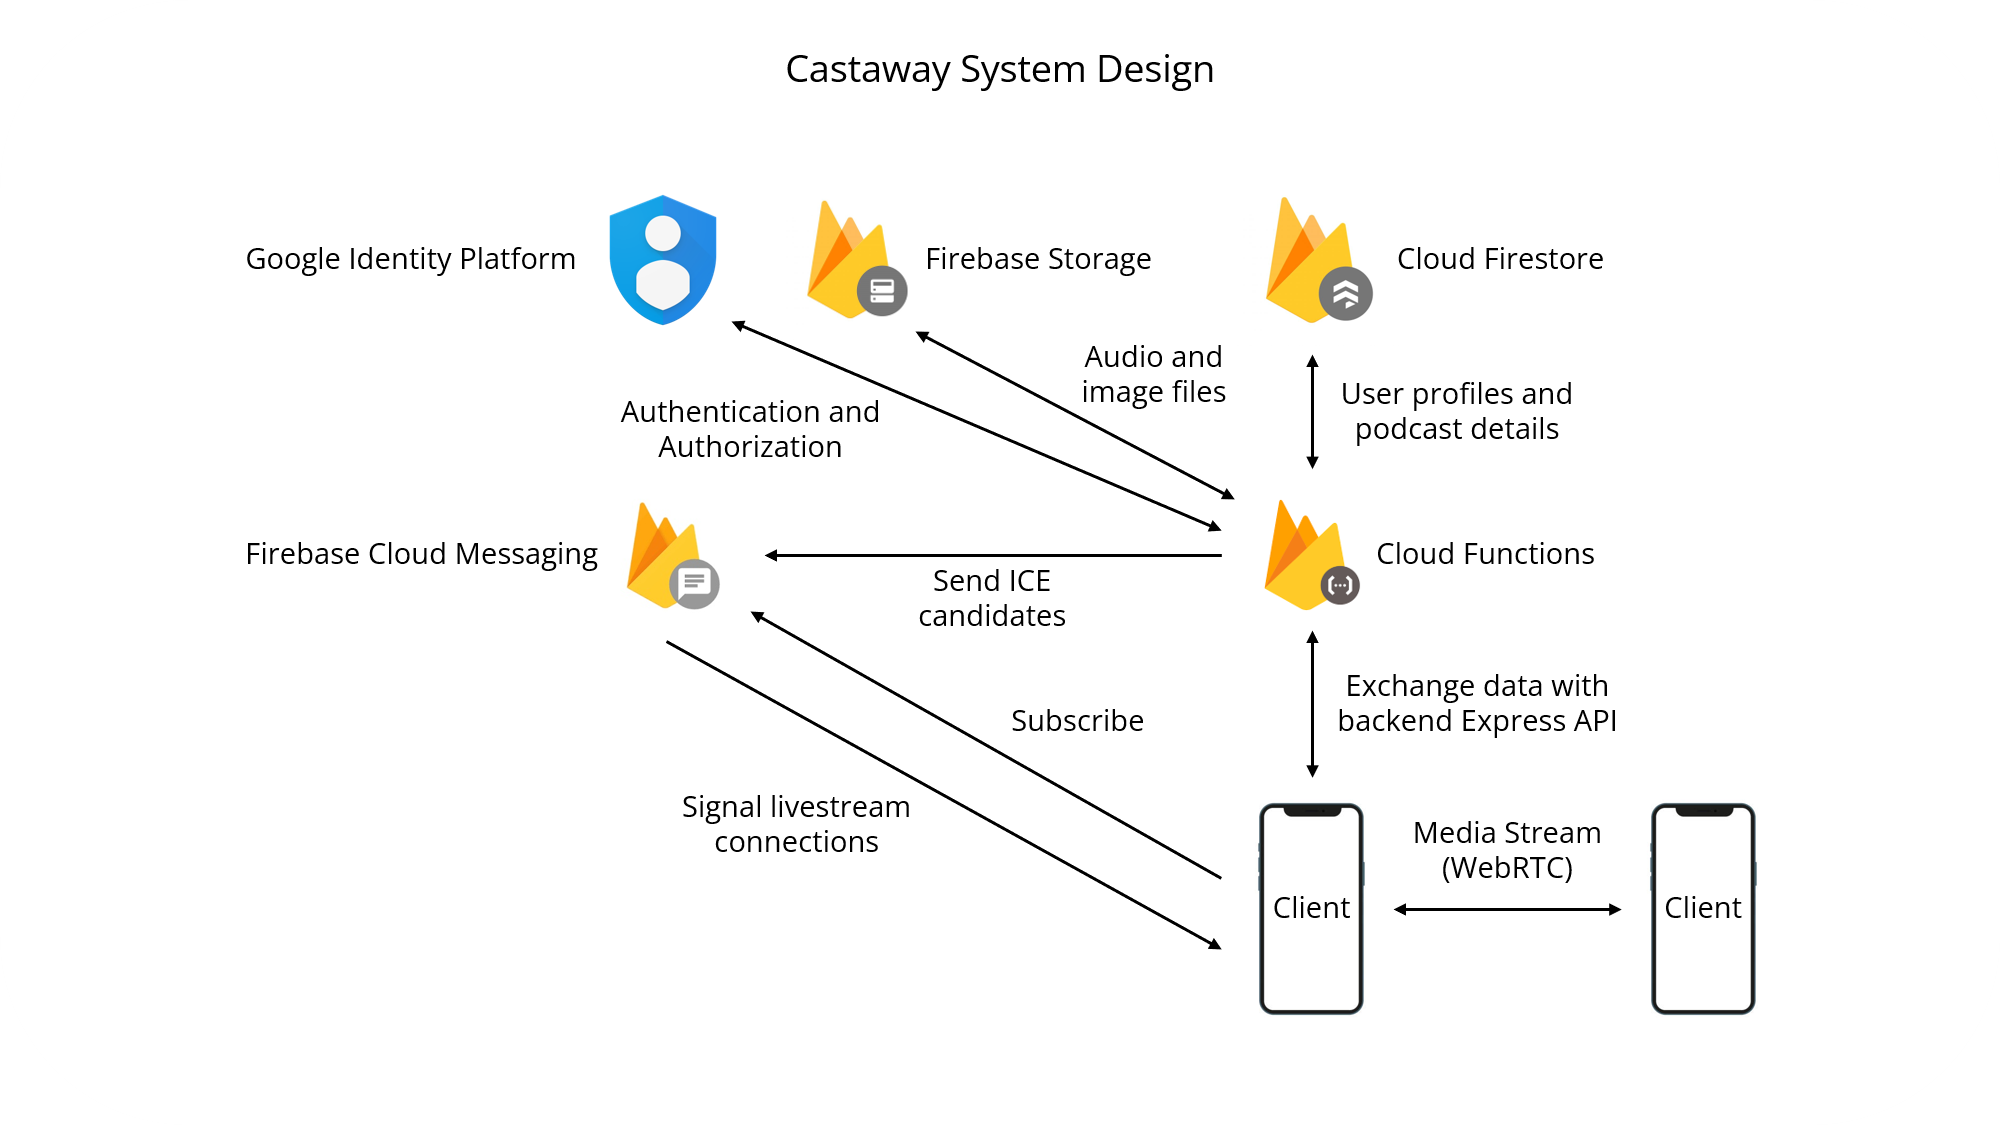 Castaway System Design
Google Identity Platform
Firebase Storage
Cloud Firestore
Audio and
image files
User profiles and
podcast details
Authentication and
Authorization
Firebase Cloud Messaging
Cloud Functions
Send ICE
candidates
Exchange data with
backend Express API
Subscribe
Signal livestream
connections
Media Stream
(WebRTC)
Client
Client